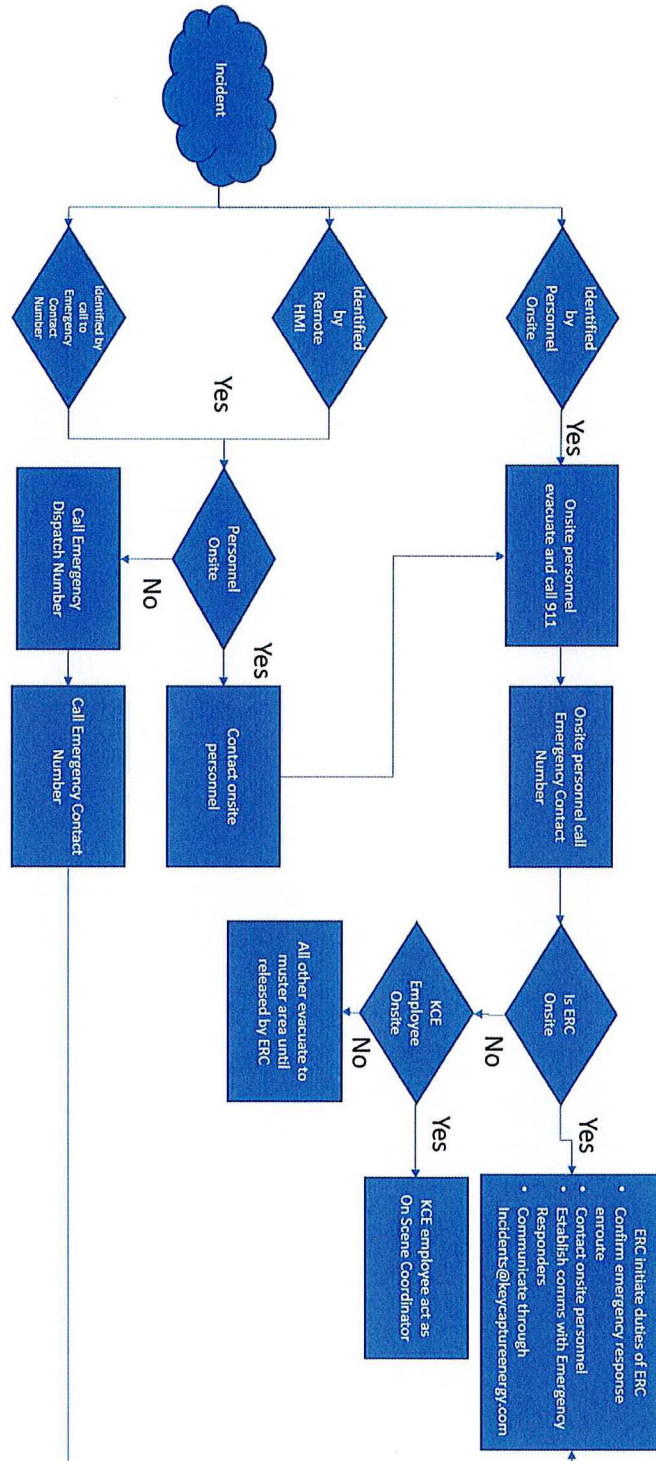 Incident
Identified
by
Personnel
Onsite
Yes
Onsite personnel
evacuate and call 911
Onsite personnel call
Emergency Contact
Number
Is ERC
Onsite
Yes
ERC initiate duties of ERC
• Confirm emergency response
enroute
• Contact onsite personnel
• Establish comms with Emergency
Responders
• Communicate through
Incidents@keycaptureenergy.com
No
KCE
Employee
Onsite
Yes
KCE employee act as
On Scene Coordinator
No
All other evacuate to
muster area until
released by ERC
Identified
by
Remote
HMI
Yes
Identified by
call to
Emergency
Contact
Number
Personnel
Onsite
Yes
Contact onsite
personnel
No
Call Emergency
Dispatch Number
Call Emergency Contact
Number